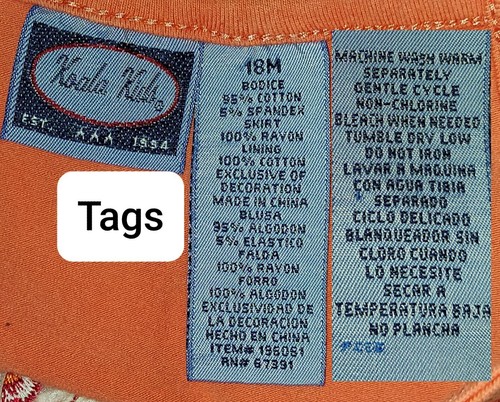 Koala Kids
EST. AAA 1994
Tags
18M
BODICE
95% COTTON
5% SPANDEX
SKIRT
100% RAYON
LINING
100% COTTON
EXCLUSIVE OF
DECORATION
MADE IN CHINA
BLUSA
95% ALGODON
5% ELASTICO
FALDA
100% RAYON
FORRO
100% ALGODON
EXCLUSIVIDAD DE
LA DECORACION
HECHO EN CHINA
ITEM# 195061
RN# 67391
MACHINE WASH WARM
SEPARATELY
GENTLE CYCLE
NON-CHLORINE
BLEACH WHEN NEEDED
TUMBLE DRY LOW
DO NOT IRON
LAVAR A MAQUINA
CON AGUA TIBIA
SEPARADO
CICLO DELICADO
BLANQUEADOR SIN
CLORO CUANDO
LO NECESITE
SECAR A
TEMPERATURA BAJA
NO PLANCHA